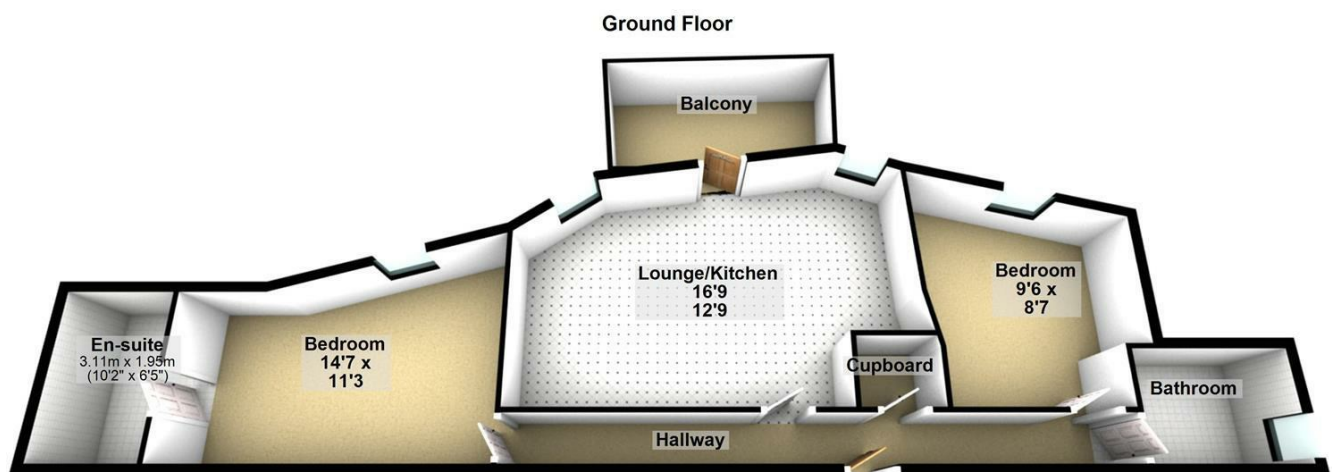 Ground Floor
Balcony
Lounge/Kitchen
16'9
12'9
Bedroom
9'6 x
8'7
En-suite
3.11m x 1.95m
(10'2" x 6'5")
Bedroom
14'7 x
11'3
Cupboard
Bathroom
Hallway